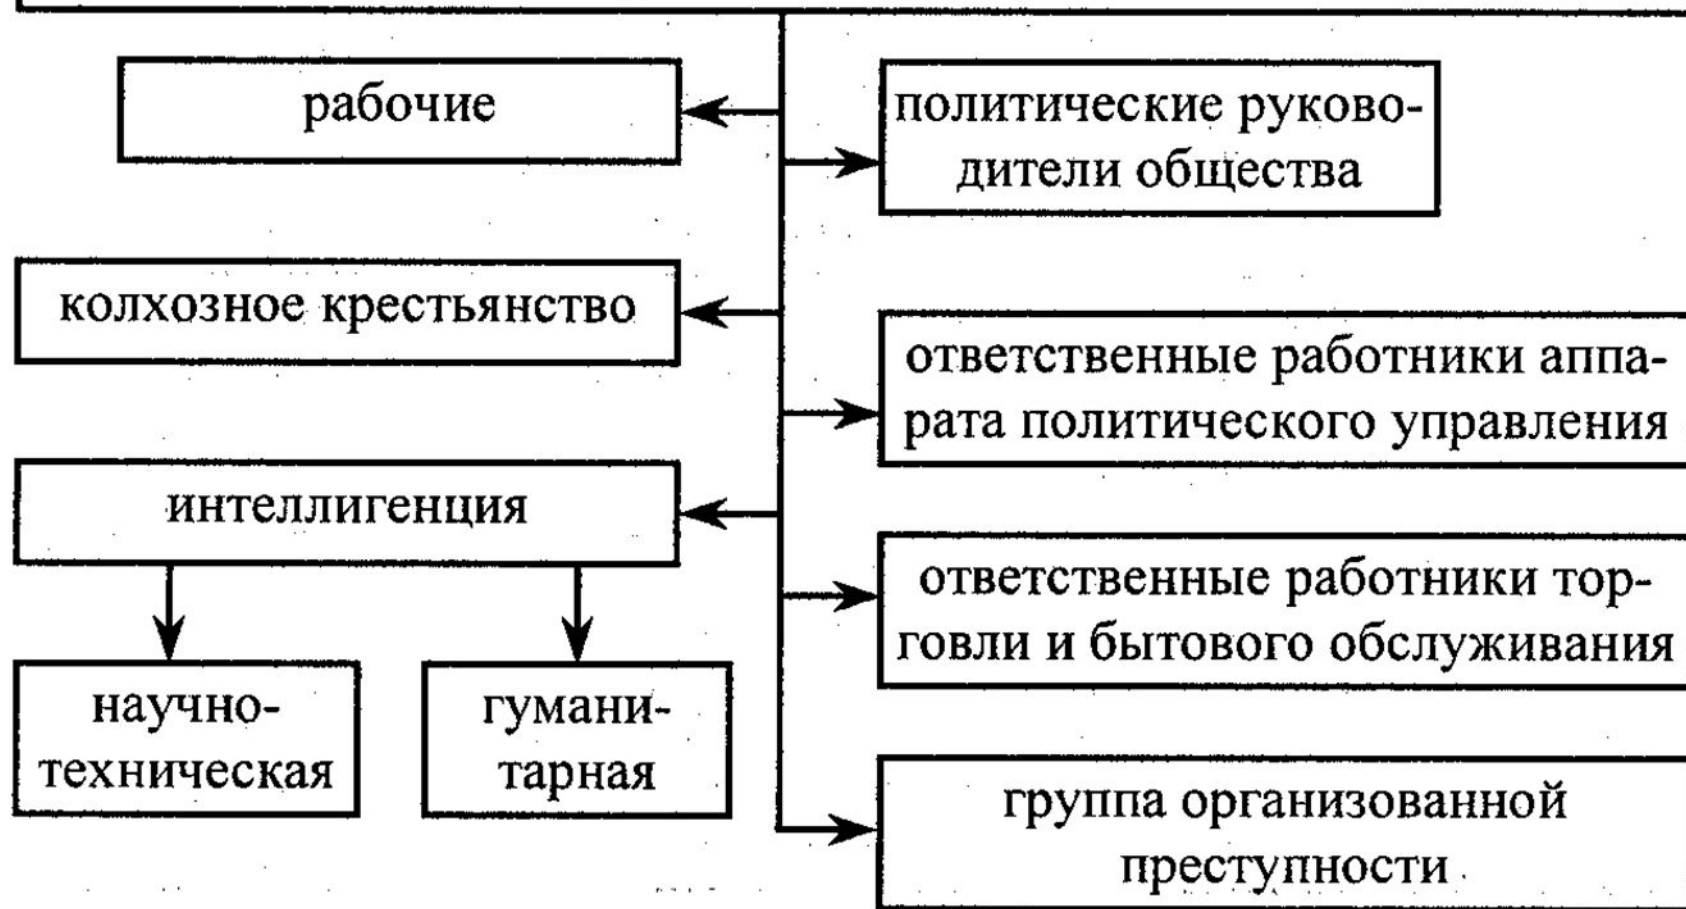 рабочие
политические руково-
дители общества
колхозное крестьянство
ответственные работники аппа-
рата политического управления
интеллигенция
ответственные работники тор-
говли и бытового обслуживания
научно-
техническая
гумани-
тарная
группа организованной
преступности